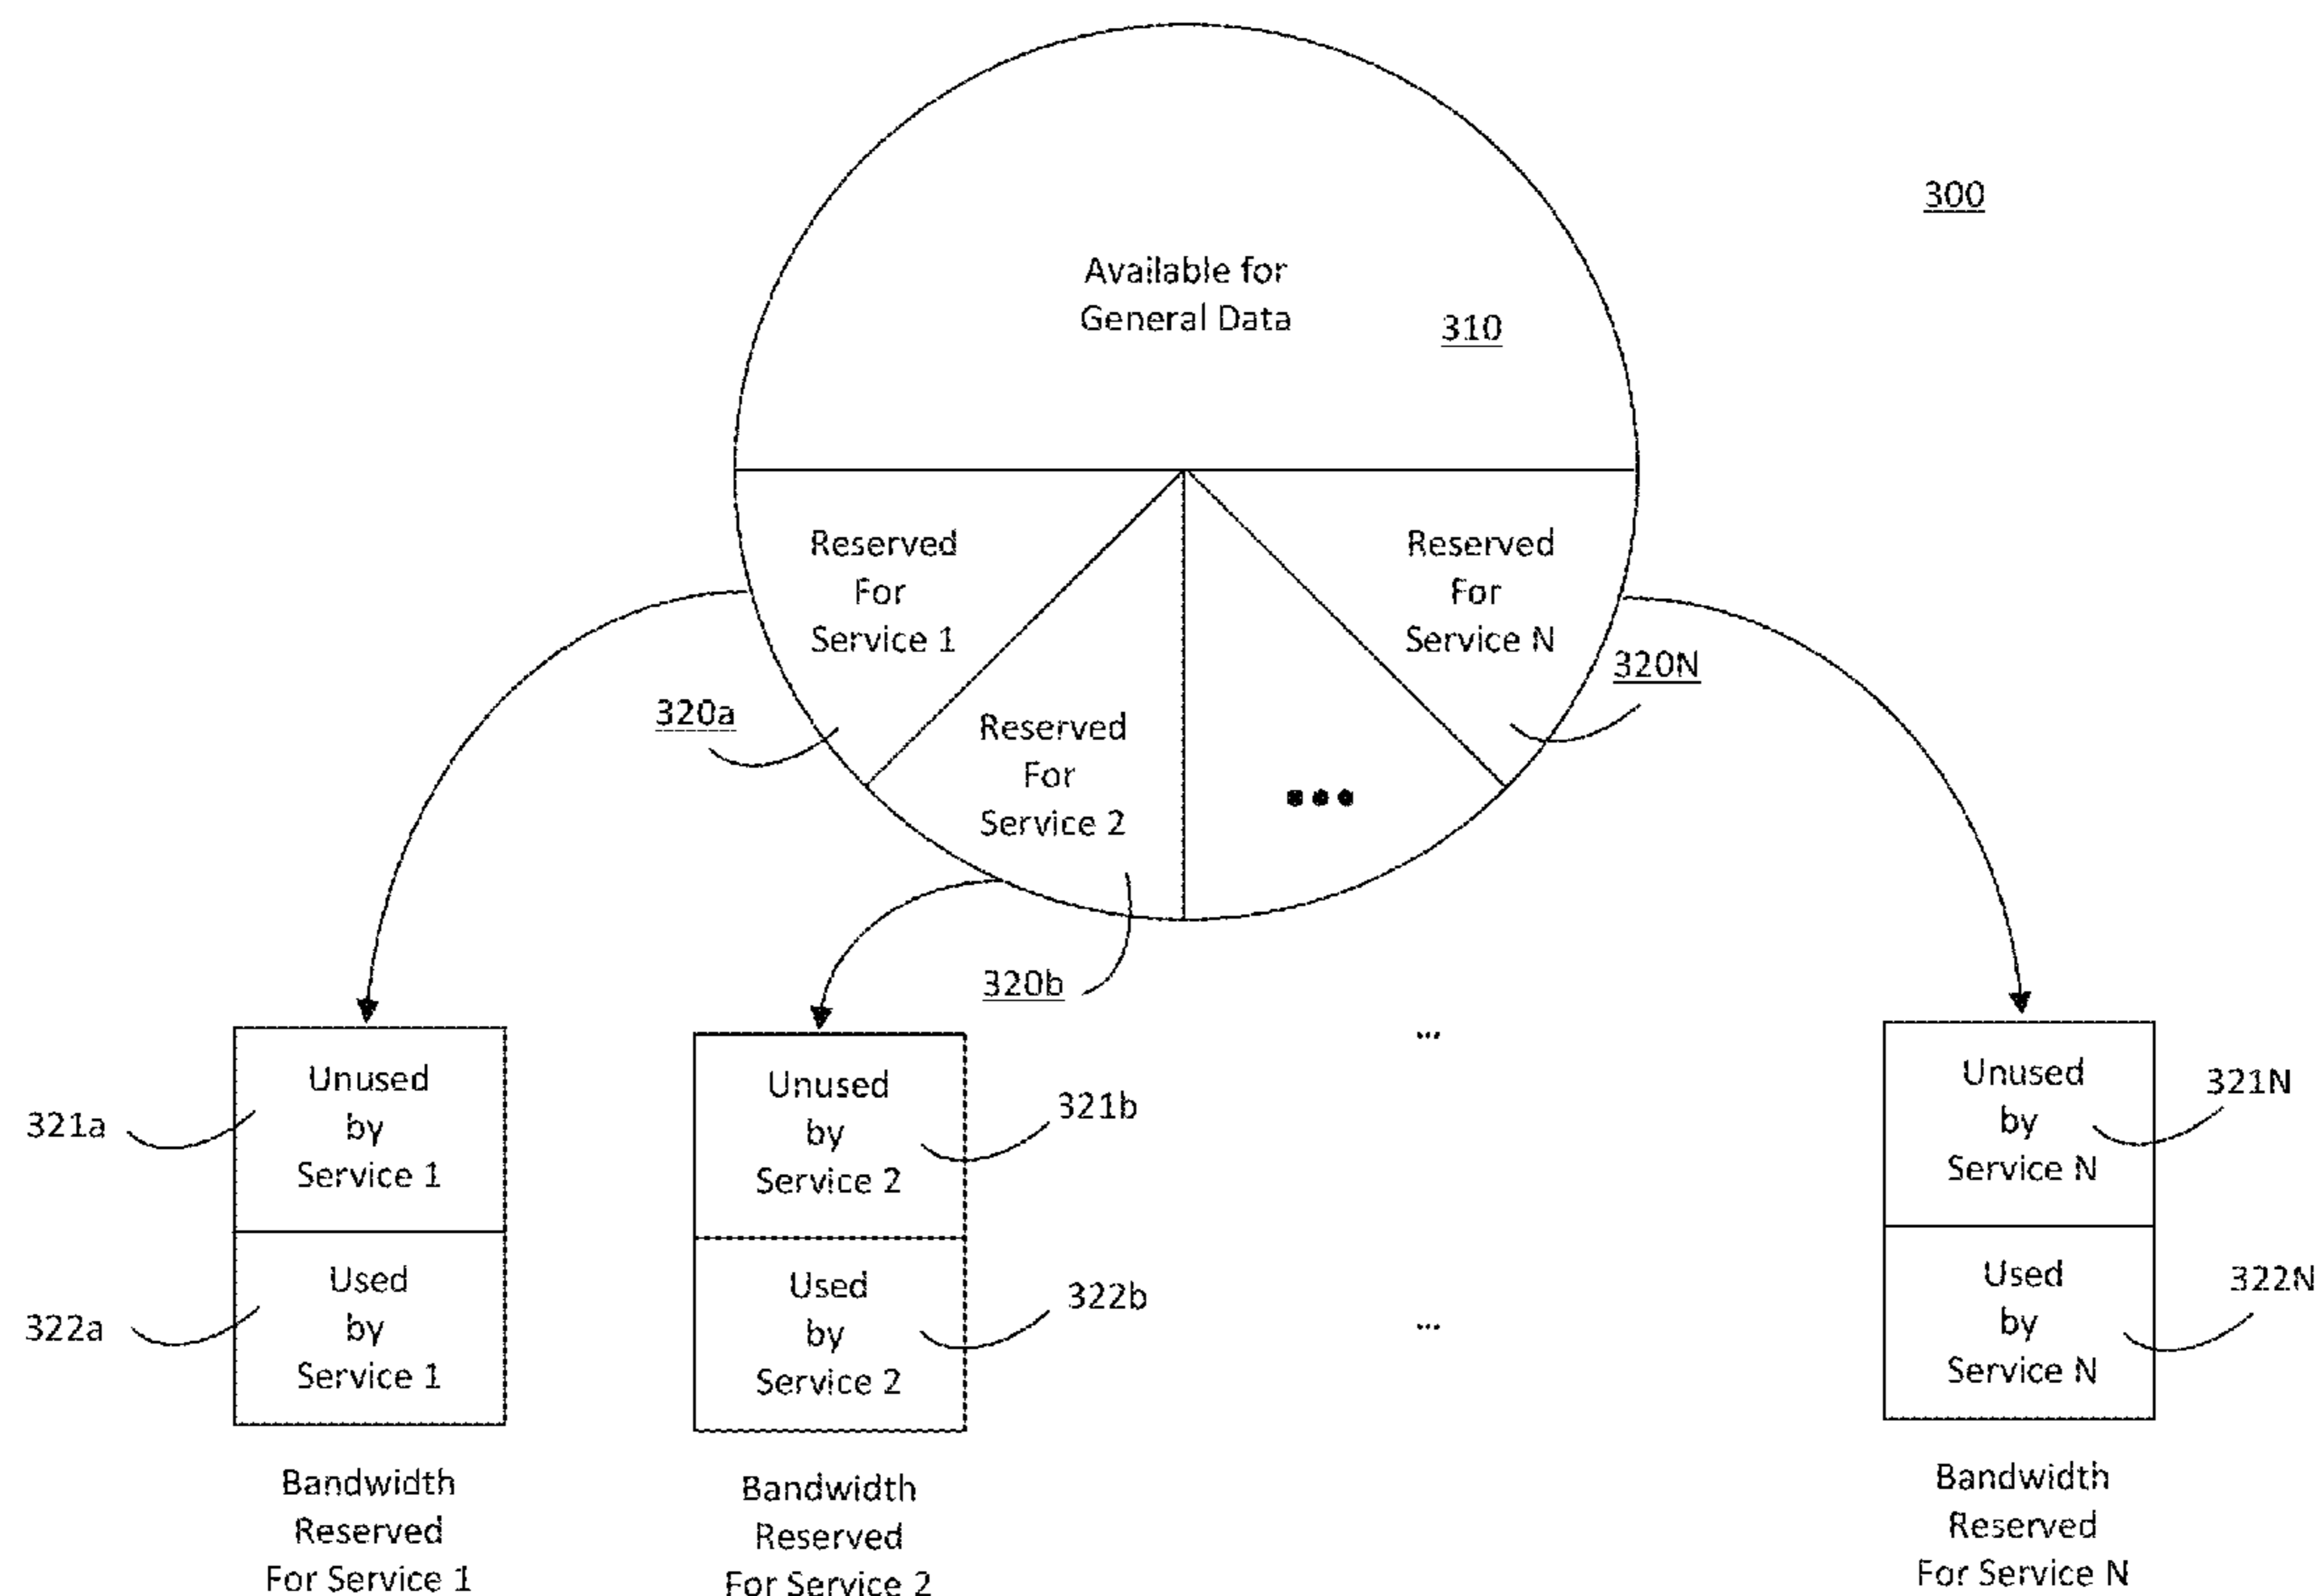 300
Available for
General Data
310
Reserved
For
Service 1
Reserved
For
Service N
320N
320a
Reserved
For
Service 2
•••
320b
...
Unused
by
Service 1
321a
Unused
by
Service 2
321b
Unused
by
Service N
321N
Used
by
Service 1
322a
Used
by
Service 2
322b
...
Used
by
Service N
322N
Bandwidth
Reserved
For Service 1
Bandwidth
Reserved
For Service 2
Bandwidth
Reserved
For Service N